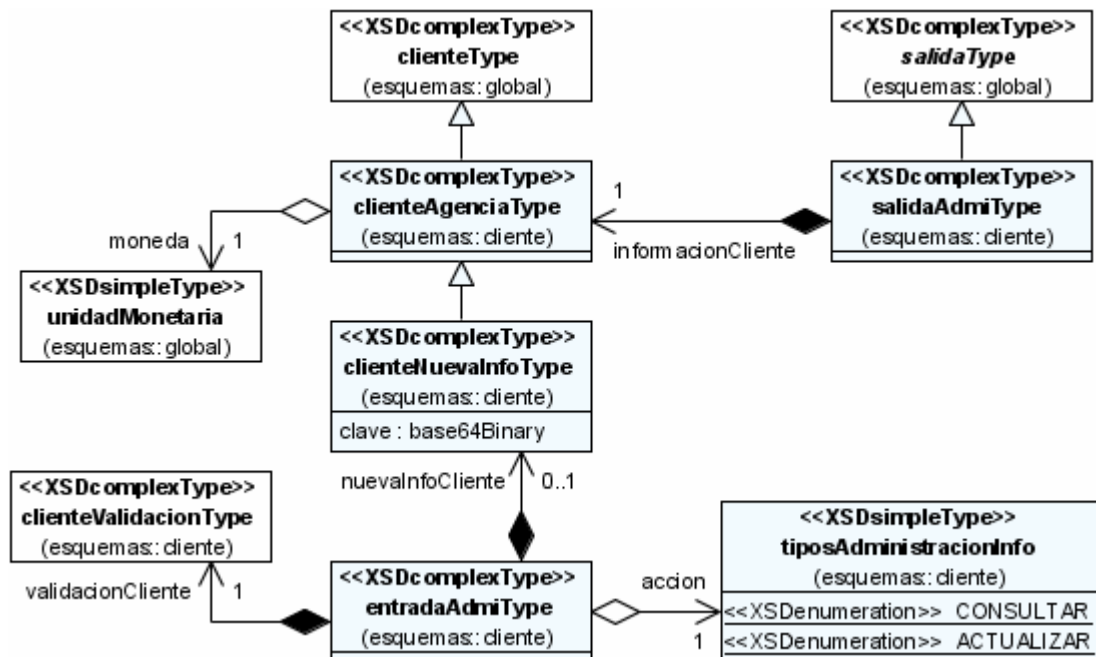 <<XSDcomplexType>>
clienteType
(esquemas::global)
<<XSDcomplexType>>
salidaType
(esquemas::global)
<<XSDcomplexType>>
clienteAgenciaType
(esquemas::cliente)
<<XSDcomplexType>>
salidaAdmiType
(esquemas::cliente)
1
informacionCliente
moneda
1
<<XSDsimpleType>>
unidadMonetaria
(esquemas::global)
<<XSDcomplexType>>
clienteNuevaInfoType
(esquemas::cliente)
clave : base64Binary
nuevaInfoCliente
0..1
<<XSDcomplexType>>
clienteValidacionType
(esquemas::cliente)
validacionCliente
1
<<XSDcomplexType>>
entradaAdmiType
(esquemas::cliente)
accion
1
<<XSDsimpleType>>
tiposAdministracionInfo
(esquemas::cliente)
<<XSDenumeration>> CONSULTAR
<<XSDenumeration>> ACTUALIZAR